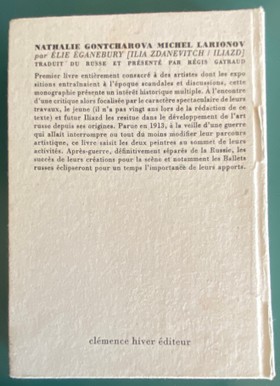 NATHALIE GONTCHAROVA MICHEL LARIONOV
par ÉLIE ÉGANEBURY [ILIA ZDANEVITCH / ILIAZD]
TRADUIT DU RUSSE ET PRÉSENTÉ PAR RÉGIS GAYRAUD
Premier livre entièrement consacré à des artistes dont les expo
sitions entraînaient à l'époque scandales et discussions, cette
monographie présente un intérêt historique multiple. À l'encontre
d'une critique alors focalisée par le caractère spectaculaire de leurs
travaux, le jeune (il n'a pas vingt ans lors de la rédaction de ce
texte) et futur Iliazd les resitue dans le développement de l'art
russe depuis ses origines. Parue en 1913, à la veille d'une guerre
qui allait interrompre ou tout du moins modifier leur parcours
artistique, ce livre saisit les deux peintres au sommet de leurs
activités. Après-guerre, définitivement séparés de la Russie, les
succès de leurs créations pour la scène et notamment les Ballets
russes éclipseront pour un temps l'importance de leurs apports.
clémence hiver éditeur